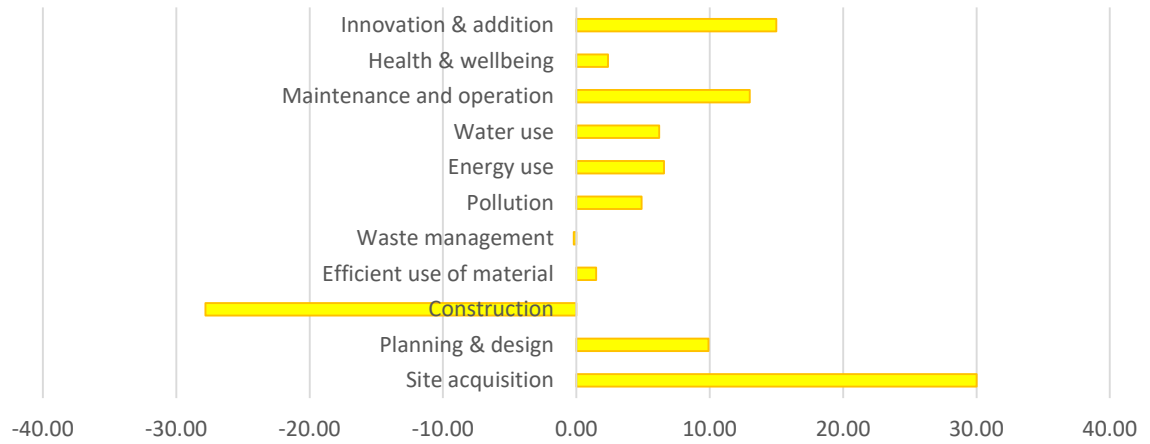 Innovation & addition
Health & wellbeing
Maintenance and operation
Water use
Energy use
Pollution
Waste management
Efficient use of material
Construction
Planning & design
Site acquisition
-40.00 -30.00 -20.00 -10.00 0.00 10.00 20.00 30.00 40.00